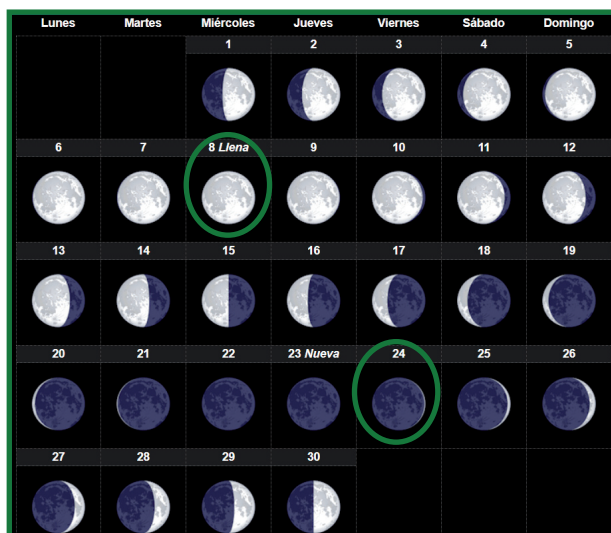 Lunes Martes Miércoles Jueves Viernes Sábado Domingo
1 2 3 4 5
6 7 8 Llena 9 10 11 12
13 14 15 16 17 18 19
20 21 22 23 Nueva 24 25 26
27 28 29 30